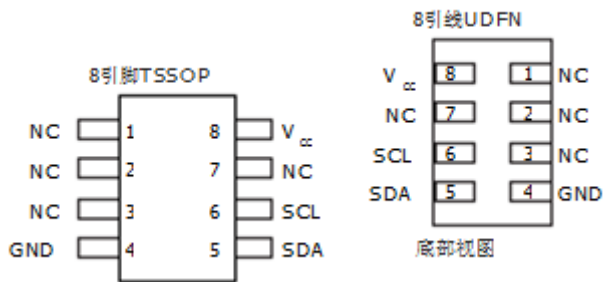 8引脚TSSOP
NC 1 8 Vcc
NC 2 7 NC
NC 3 6 SCL
GND 4 5 SDA
8引线UDFN
Vcc 8 1 NC
NC 7 2 NC
SCL 6 3 NC
SDA 5 4 GND
底部视图